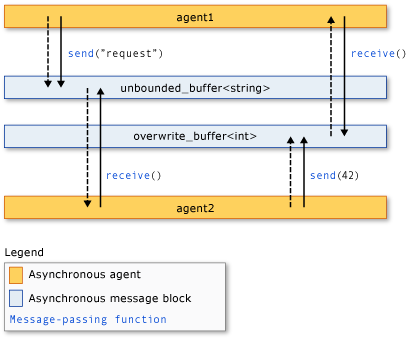 agent1
send("request")
receive()
unbounded_buffer<string>
overwrite_buffer<int>
receive()
send(42)
agent2
Legend
Asynchronous agent
Asynchronous message block
Message-passing function